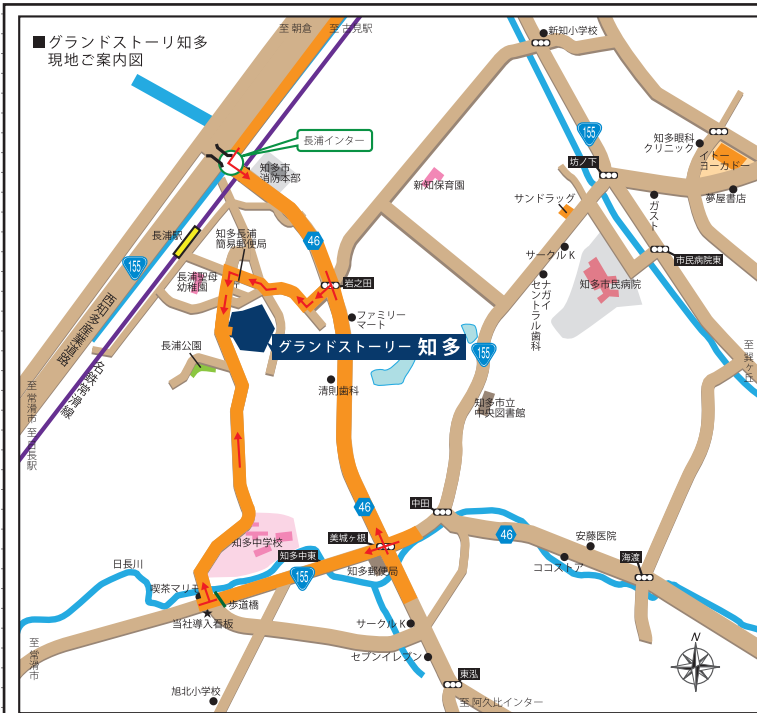 ■グランドストーリ知多
現地ご案内図
至 朝倉
至 古見駅
新知小学校
155
長浦インター
知多市
消防本部
坊ノ下
知多眼科
クリニック
イトー
ヨーカドー
新知保育園
サンドラッグ
ガスト
夢屋書店
長浦駅
知多長浦
簡易郵便局
46
サークルK
市民病院東
155
長浦聖母
幼稚園
岩之田
ナガイ
セントラル歯科
知多市民病院
西知多産業道路
名鉄常滑線
ファミリー
マート
グランドストーリー 知多
155
長浦公園
至 巽ヶ丘
至 常滑市
至 日長駅
清則歯科
知多市立
中央図書館
中田
46
46
知多中学校
美城ヶ根
安藤医院
知多中東
日長川
155
知多郵便局
ココストア
海渡
喫茶マリモ
歩道橋
当社導入看板
サークルK
至 常滑市
セブンイレブン
東泓
N
旭北小学校
至 阿久比インター